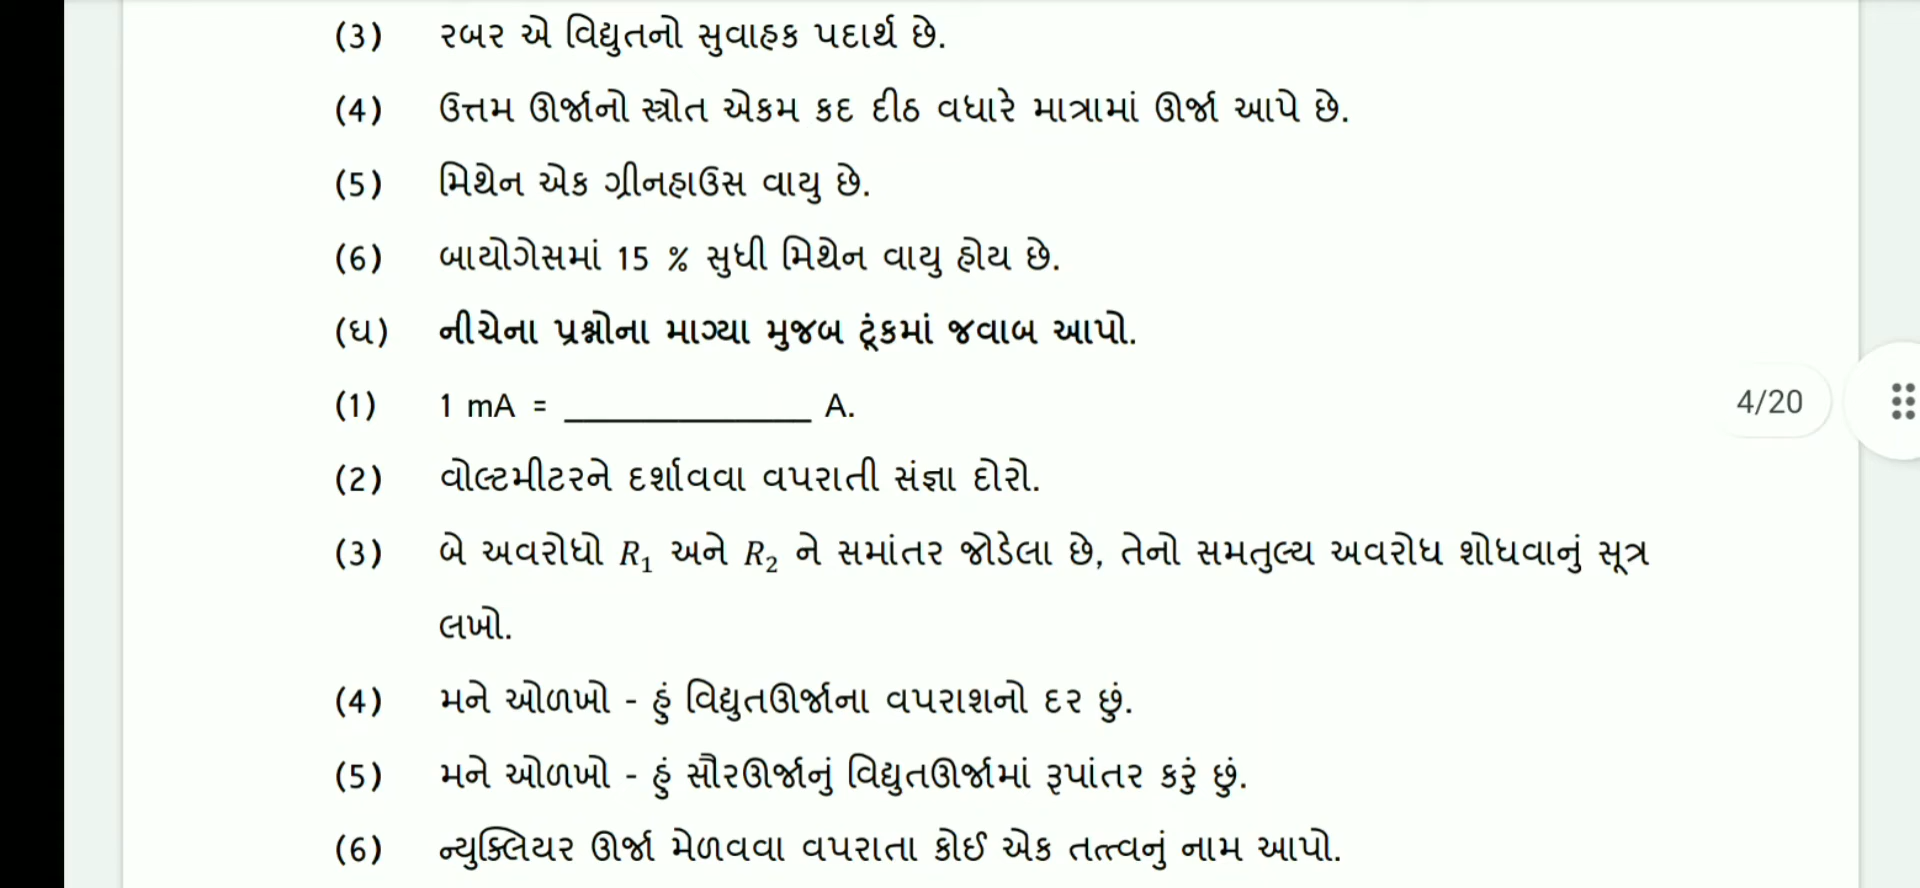 (3) રબર એ વિદ્યુતનો સુવાહક પદાર્થ છે.
(4) ઉત્તમ ઊર્જાનો સ્ત્રોત એકમ કદ દીઠ વધારે માત્રામાં ઊર્જા આપે છે.
(5) મિથેન એક ગ્રીનહાઉસ વાયુ છે.
(6) બાયોગેસમાં 15 % સુધી મિથેન વાયુ હોય છે.
(ઘ) નીચેના પ્રશ્નોના માગ્યા મુજબ ટૂંકમાં જવાબ આપો.
(1) 1 mA = ______________ A.
4/20
(2) વોલ્ટમીટરને દર્શાવવા વપરાતી સંજ્ઞા દોરો.
(3) બે અવરોધો R₁ અને R₂ ને સમાંતર જોડેલા છે, તેનો સમતુલ્ય અવરોધ શોધવાનું સૂત્ર
લખો.
(4) મને ઓળખો - હું વિદ્યુતઊર્જાના વપરાશનો દર છું.
(5) મને ઓળખો - હું સૌરઊર્જાનું વિદ્યુતઊર્જામાં રૂપાંતર કરું છું.
(6) ન્યુક્લિયર ઊર્જા મેળવવા વપરાતા કોઈ એક તત્ત્વનું નામ આપો.